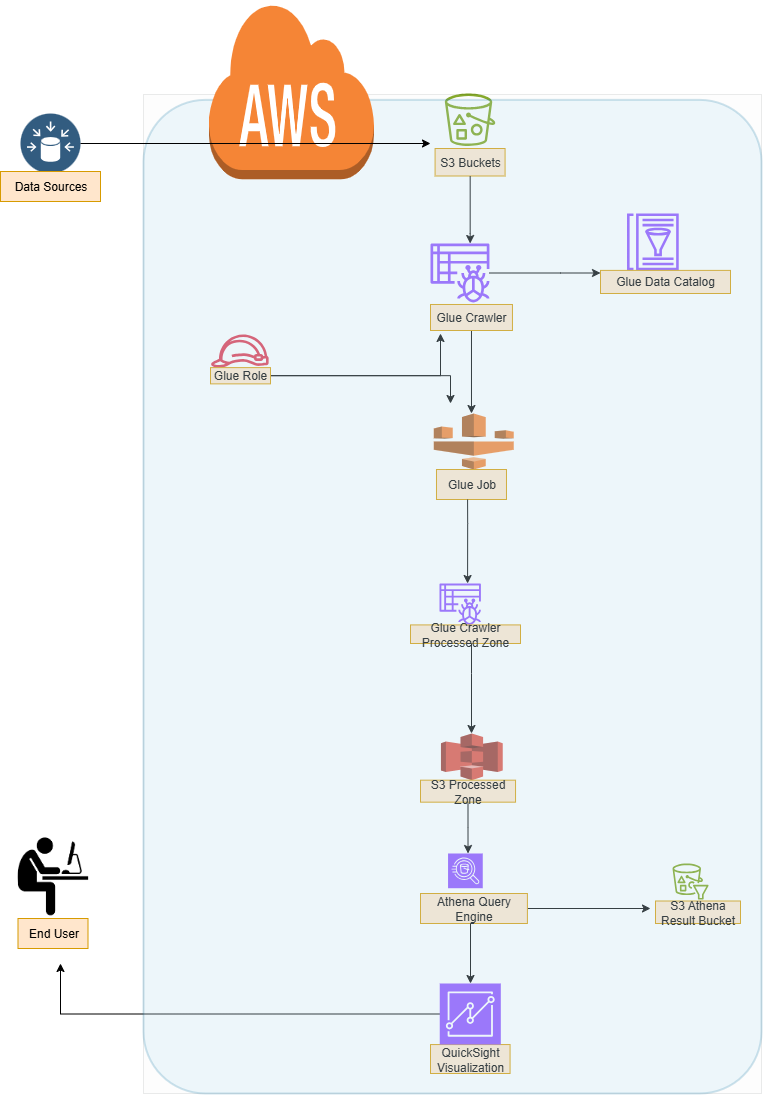 AWS
S3 Buckets
Data Sources
Glue Data Catalog
Glue Crawler
Glue Role
Glue Job
Glue Crawler
Processed Zone
S3 Processed
Zone
Athena Query
Engine
S3 Athena
Result Bucket
End User
QuickSight
Visualization